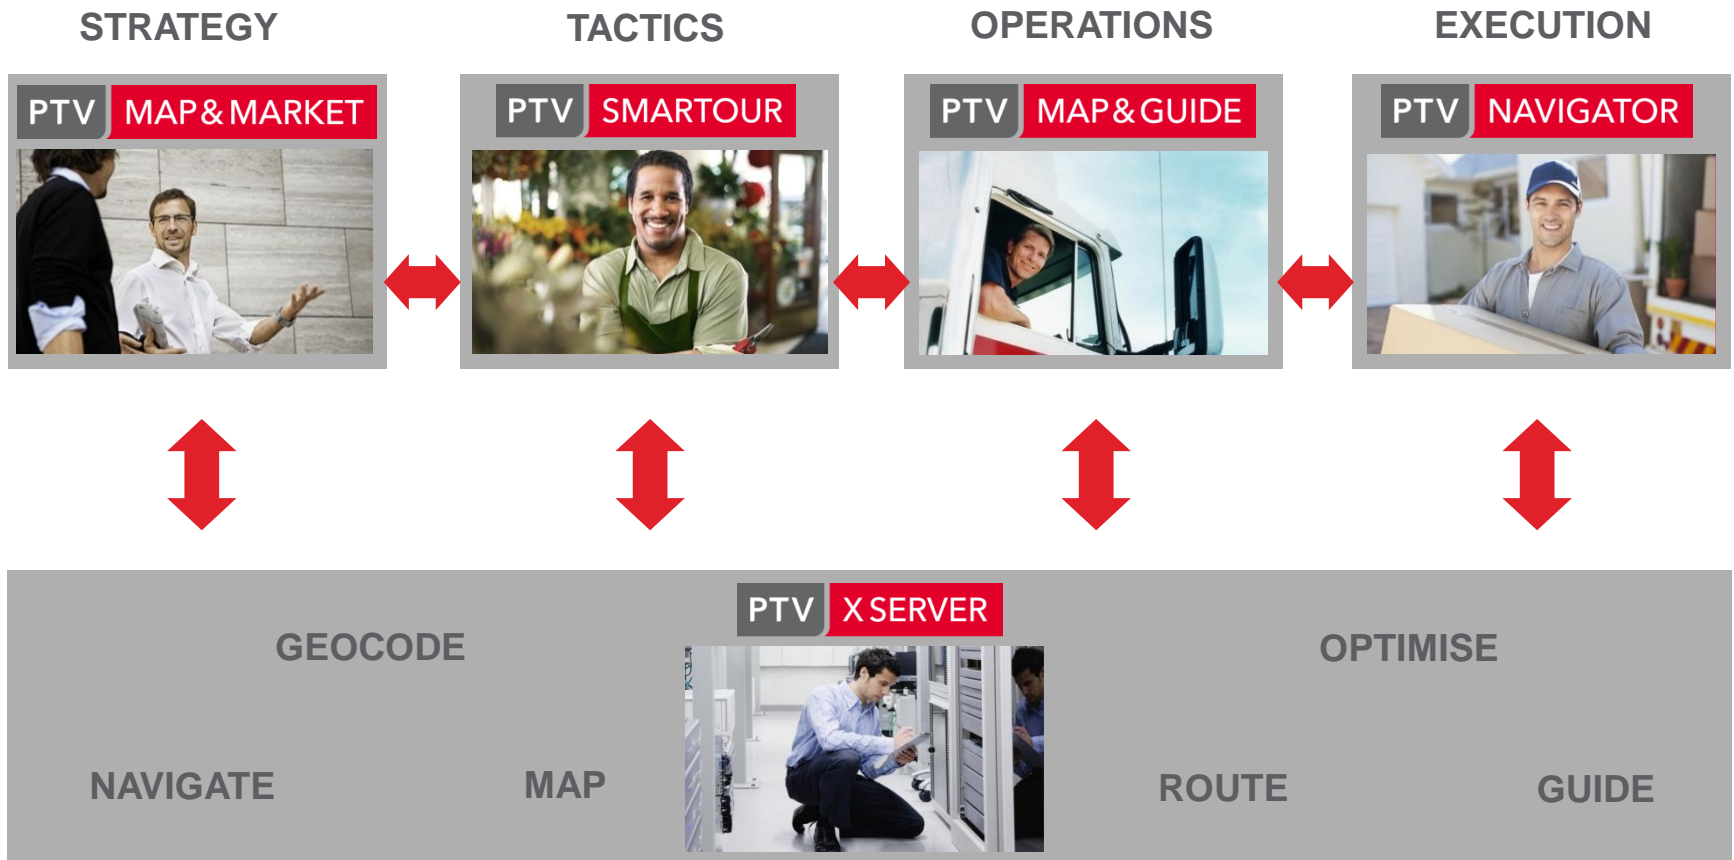 STRATEGY
TACTICS
OPERATIONS
EXECUTION
PTV MAP&MARKET
PTV SMARTOUR
PTV MAP&GUIDE
PTV NAVIGATOR
PTV X SERVER
GEOCODE
OPTIMISE
NAVIGATE
MAP
ROUTE
GUIDE